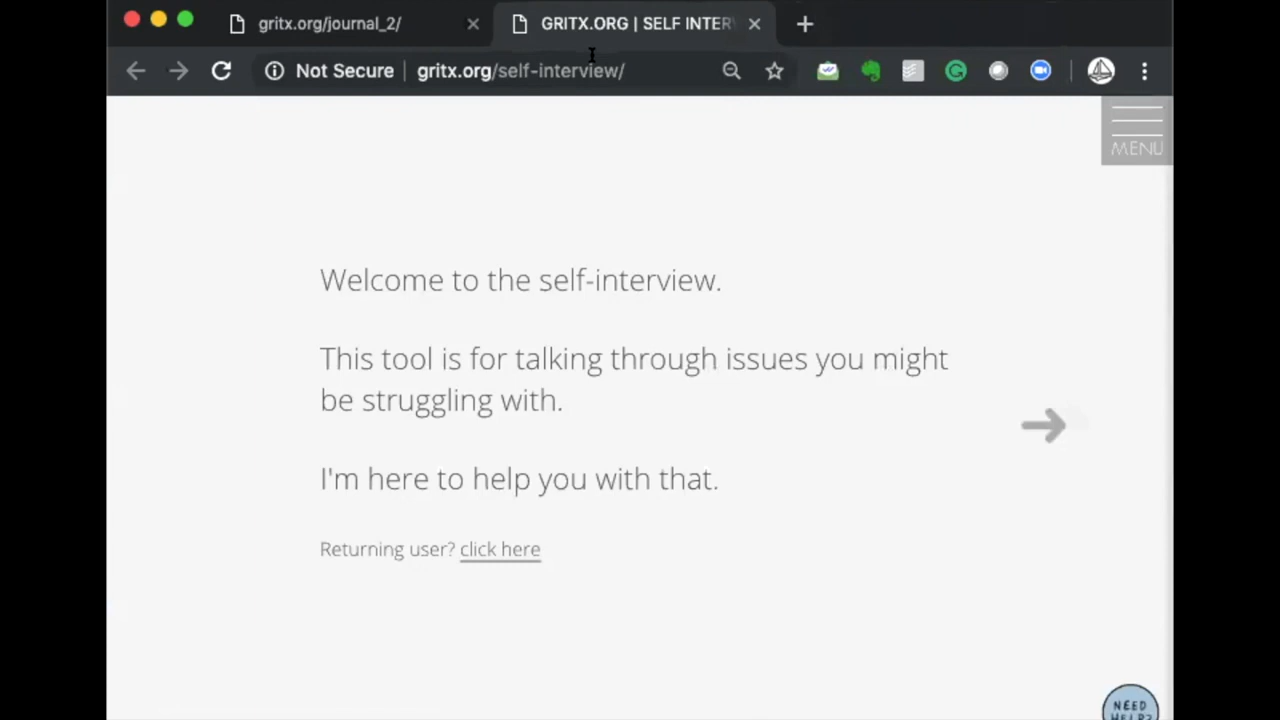 gritx.org/journal_2/
GRITX.ORG | SELF INTER
Not Secure | gritx.org/self-interview/
MENU
Welcome to the self-interview.
This tool is for talking through issues you might
be struggling with.
I'm here to help you with that.
Returning user? click here
NEED
HELP?